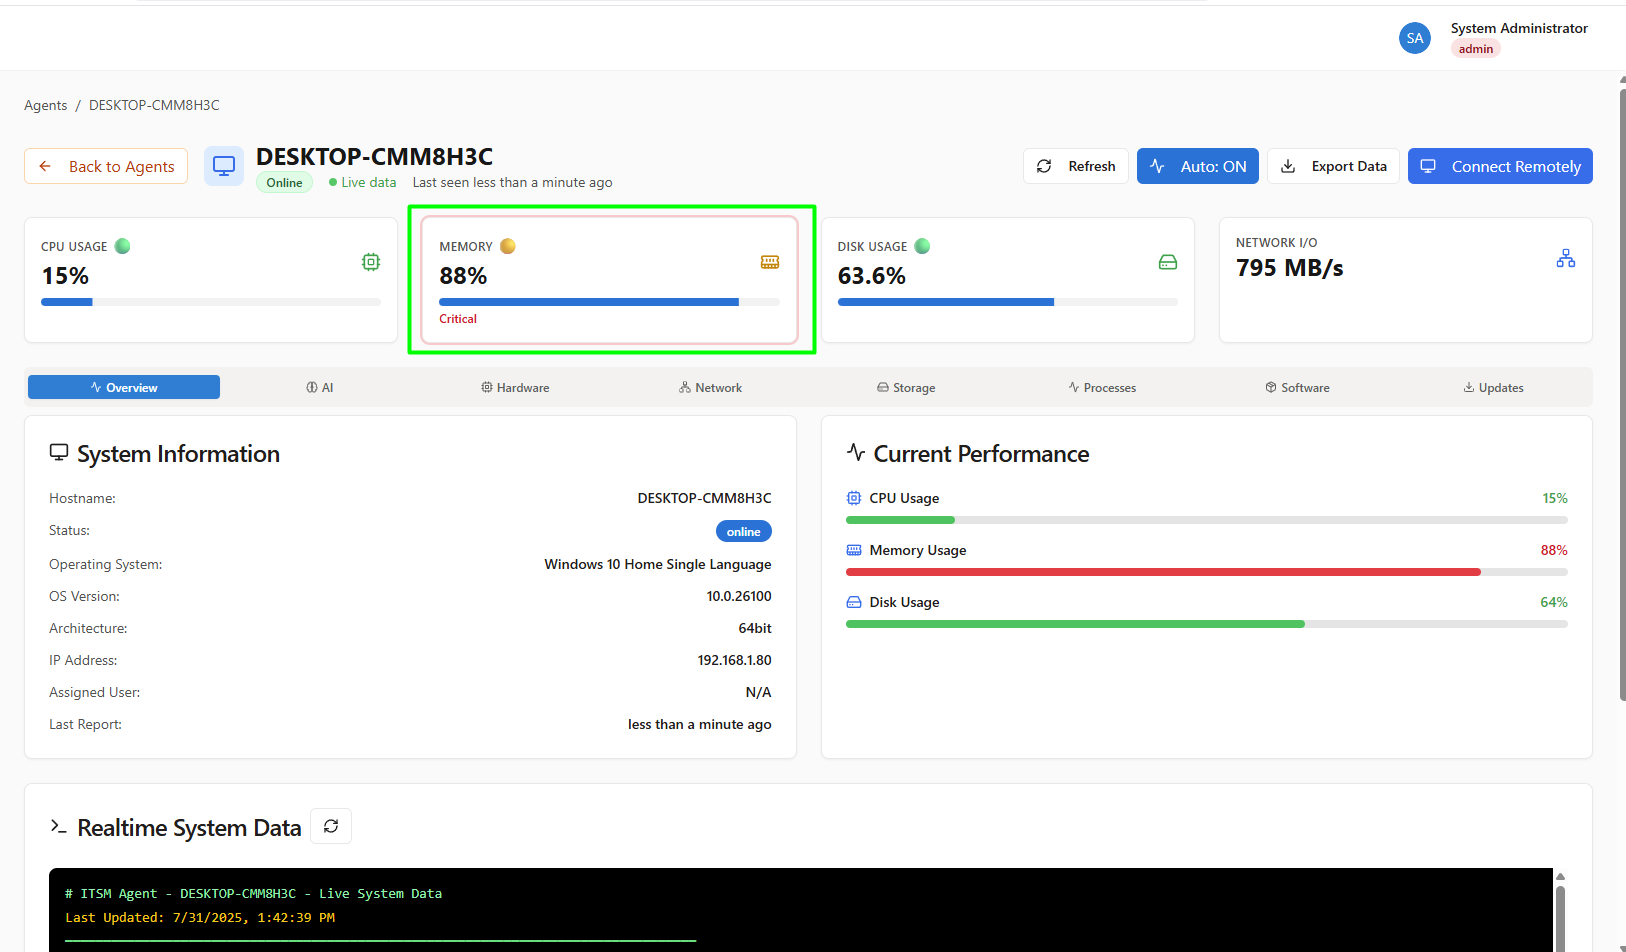 SA
System Administrator
admin
Agents / DESKTOP-CMM8H3C
Back to Agents
DESKTOP-CMM8H3C
Online
Live data
Last seen less than a minute ago
Refresh
Auto: ON
Export Data
Connect Remotely
CPU USAGE
15%
MEMORY
88%
Critical
DISK USAGE
63.6%
NETWORK I/O
795 MB/s
Overview
AI
Hardware
Network
Storage
Processes
Software
Updates
System Information
Hostname: DESKTOP-CMM8H3C
Status: online
Operating System: Windows 10 Home Single Language
OS Version: 10.0.26100
Architecture: 64bit
IP Address: 192.168.1.80
Assigned User: N/A
Last Report: less than a minute ago
Current Performance
CPU Usage 15%
Memory Usage 88%
Disk Usage 64%
Realtime System Data
# ITSM Agent - DESKTOP-CMM8H3C - Live System Data
Last Updated: 7/31/2025, 1:42:39 PM